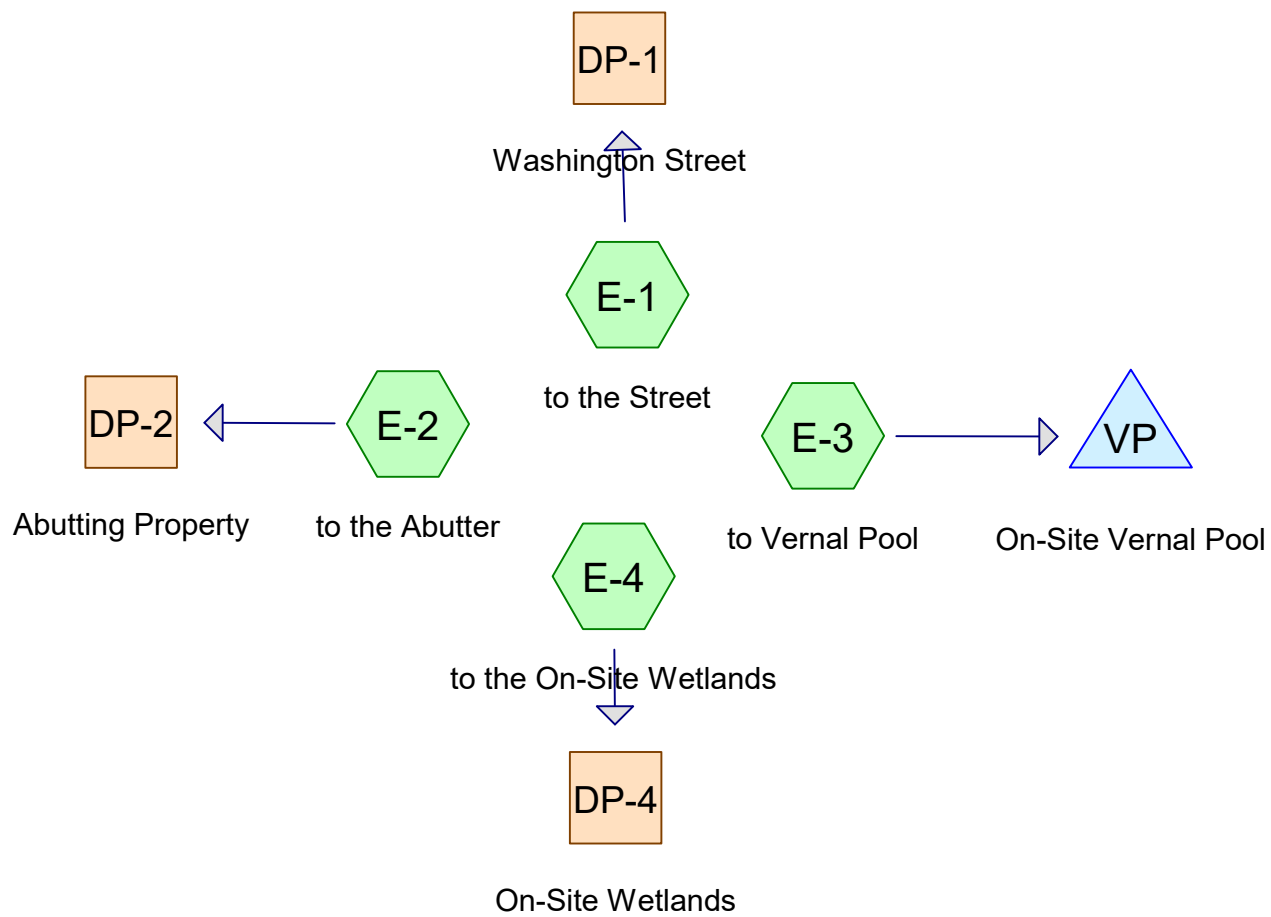 DP-1
Washington Street
E-1
to the Street
DP-2
Abutting Property
E-2
to the Abutter
E-3
to Vernal Pool
VP
On-Site Vernal Pool
E-4
to the On-Site Wetlands
DP-4
On-Site Wetlands